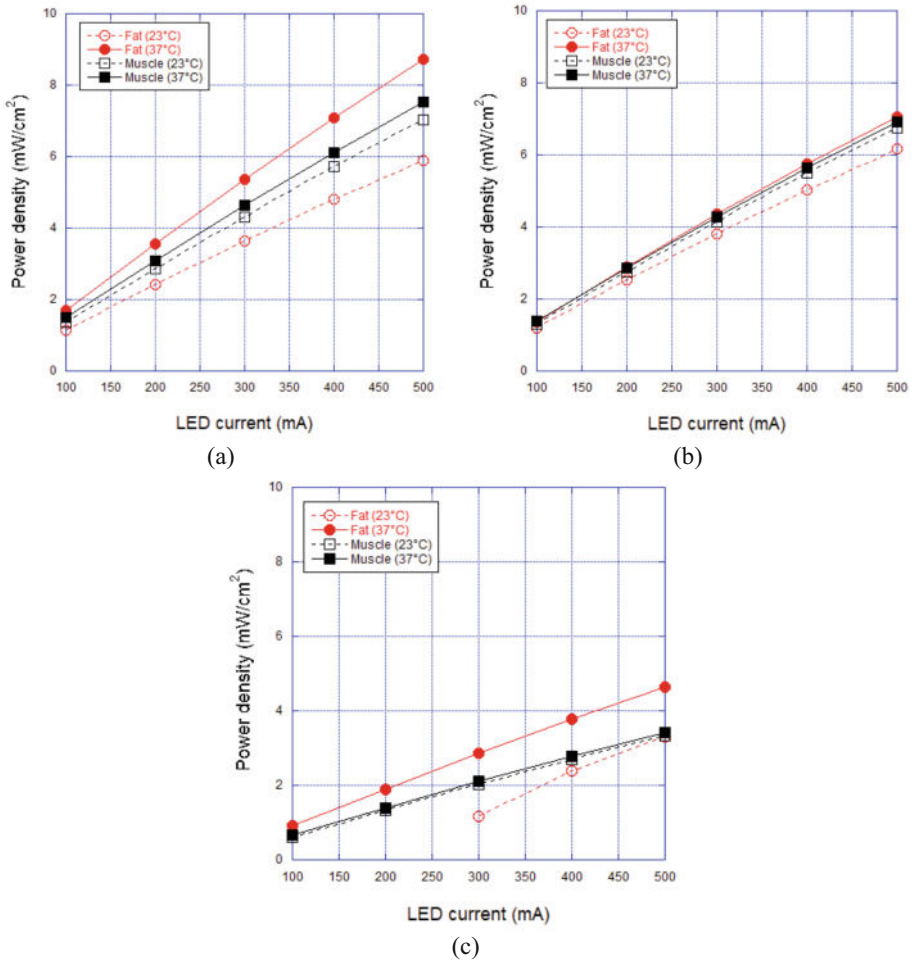 10
8
6
4
2
0
Power density (mW/cm²)
Fat (23°C)
Fat (37°C)
Muscle (23°C)
Muscle (37°C)
100 150 200 250 300 350 400 450 500
LED current (mA)
(a)
10
8
6
4
2
0
Power density (mW/cm²)
Fat (23°C)
Fat (37°C)
Muscle (23°C)
Muscle (37°C)
100 150 200 250 300 350 400 450 500
LED current (mA)
(b)
10
8
6
4
2
0
Power density (mW/cm²)
Fat (23°C)
Fat (37°C)
Muscle (23°C)
Muscle (37°C)
100 150 200 250 300 350 400 450 500
LED current (mA)
(c)